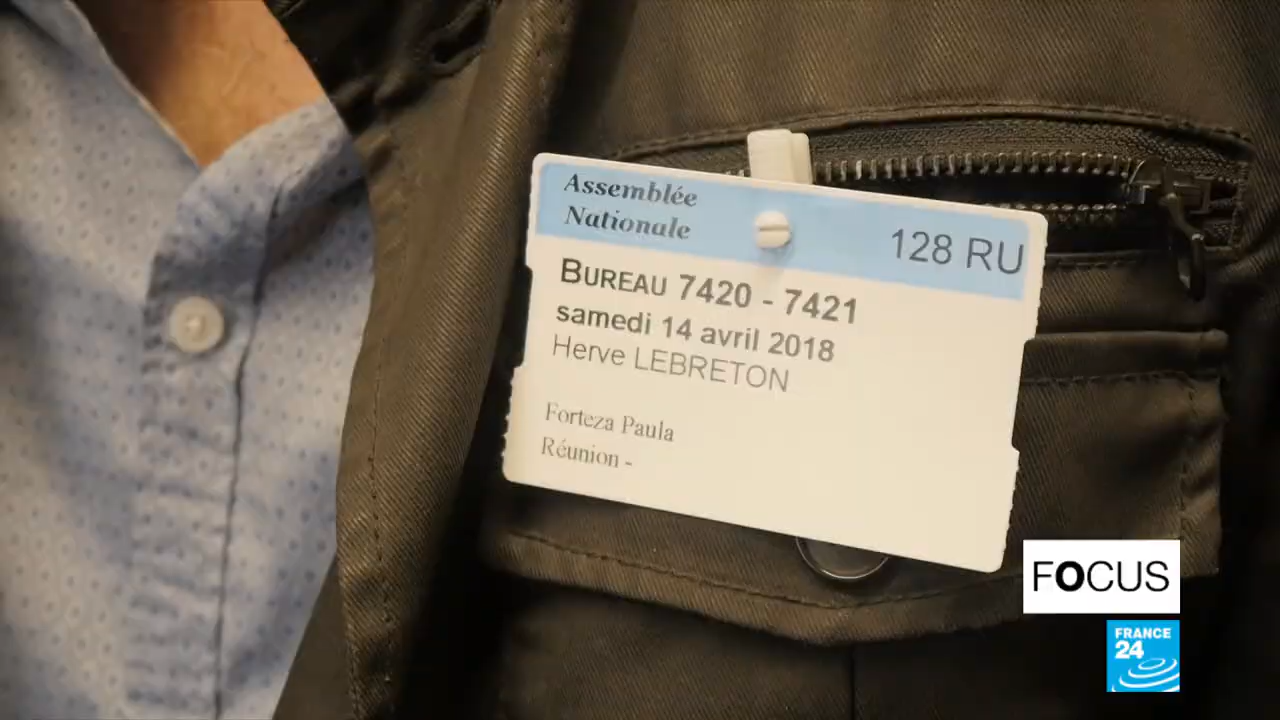 Assemblée
Nationale
128 RU
BUREAU 7420 - 7421
samedi 14 avril 2018
Herve LEBRETON
Forteza Paula
Réunion -
FOCUS
FRANCE
24